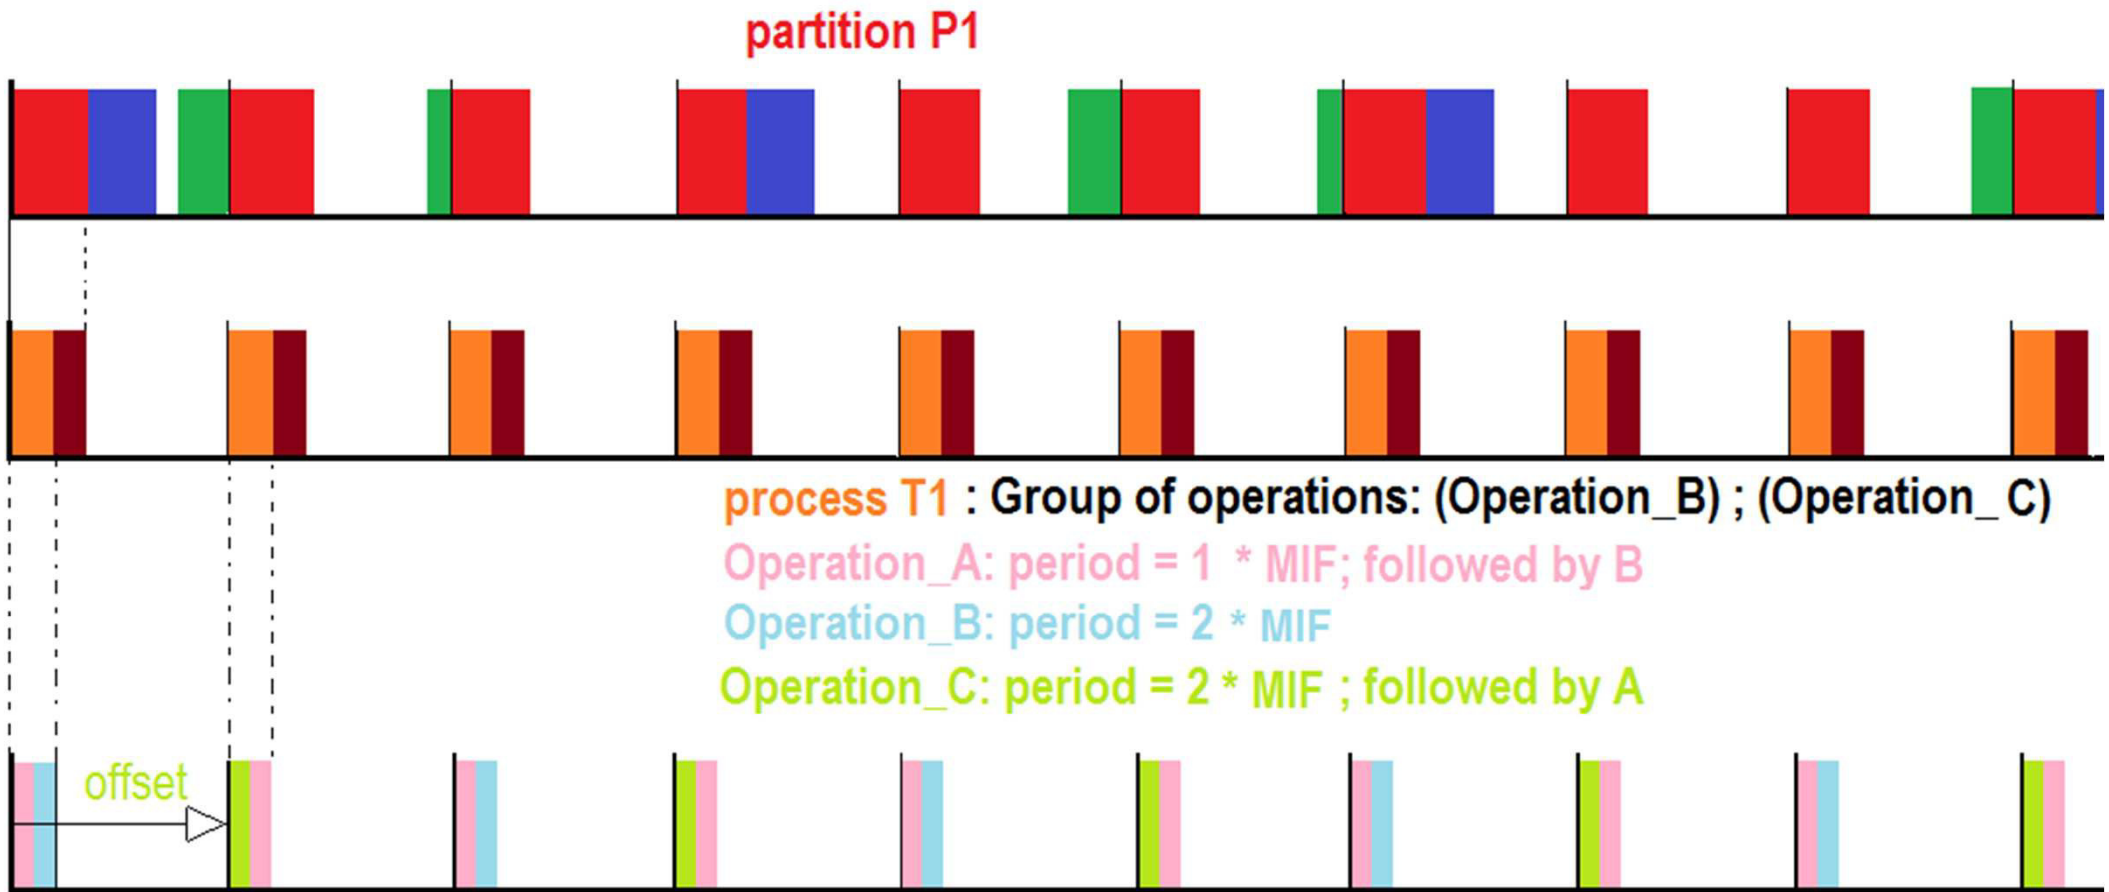 partition P1
process T1 : Group of operations: (Operation_B) ; (Operation_ C)
Operation_A: period = 1 * MIF; followed by B
Operation_B: period = 2 * MIF
Operation_C: period = 2 * MIF ; followed by A
offset